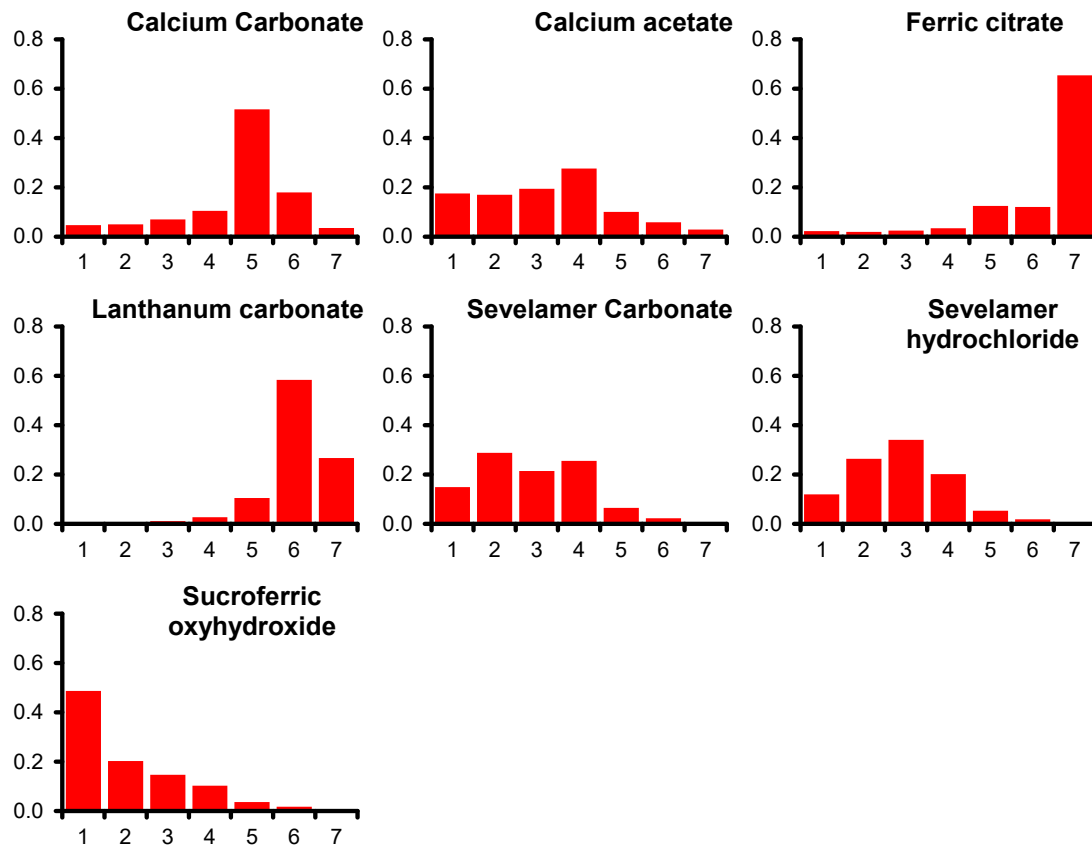 Calcium Carbonate
0.8
0.6
0.4
0.2
0.0
1 2 3 4 5 6 7
Calcium acetate
0.8
0.6
0.4
0.2
0.0
1 2 3 4 5 6 7
Ferric citrate
0.8
0.6
0.4
0.2
0.0
1 2 3 4 5 6 7
Lanthanum carbonate
0.8
0.6
0.4
0.2
0.0
1 2 3 4 5 6 7
Sevelamer Carbonate
0.8
0.6
0.4
0.2
0.0
1 2 3 4 5 6 7
Sevelamer
hydrochloride
0.8
0.6
0.4
0.2
0.0
1 2 3 4 5 6 7
Sucroferric
oxyhydroxide
0.8
0.6
0.4
0.2
0.0
1 2 3 4 5 6 7